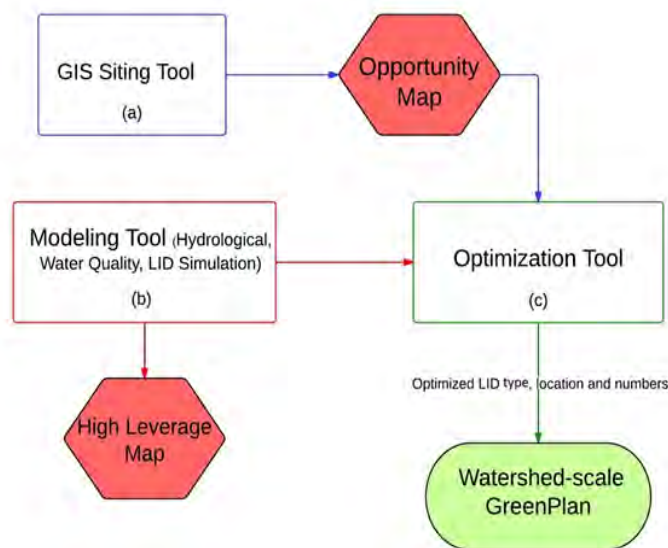 GIS Siting Tool
(a)
Opportunity
Map
Modeling Tool (Hydrological,
Water Quality, LID Simulation)
(b)
Optimization Tool
(c)
Optimized LID type, location and numbers
High Leverage
Map
Watershed-scale
GreenPlan